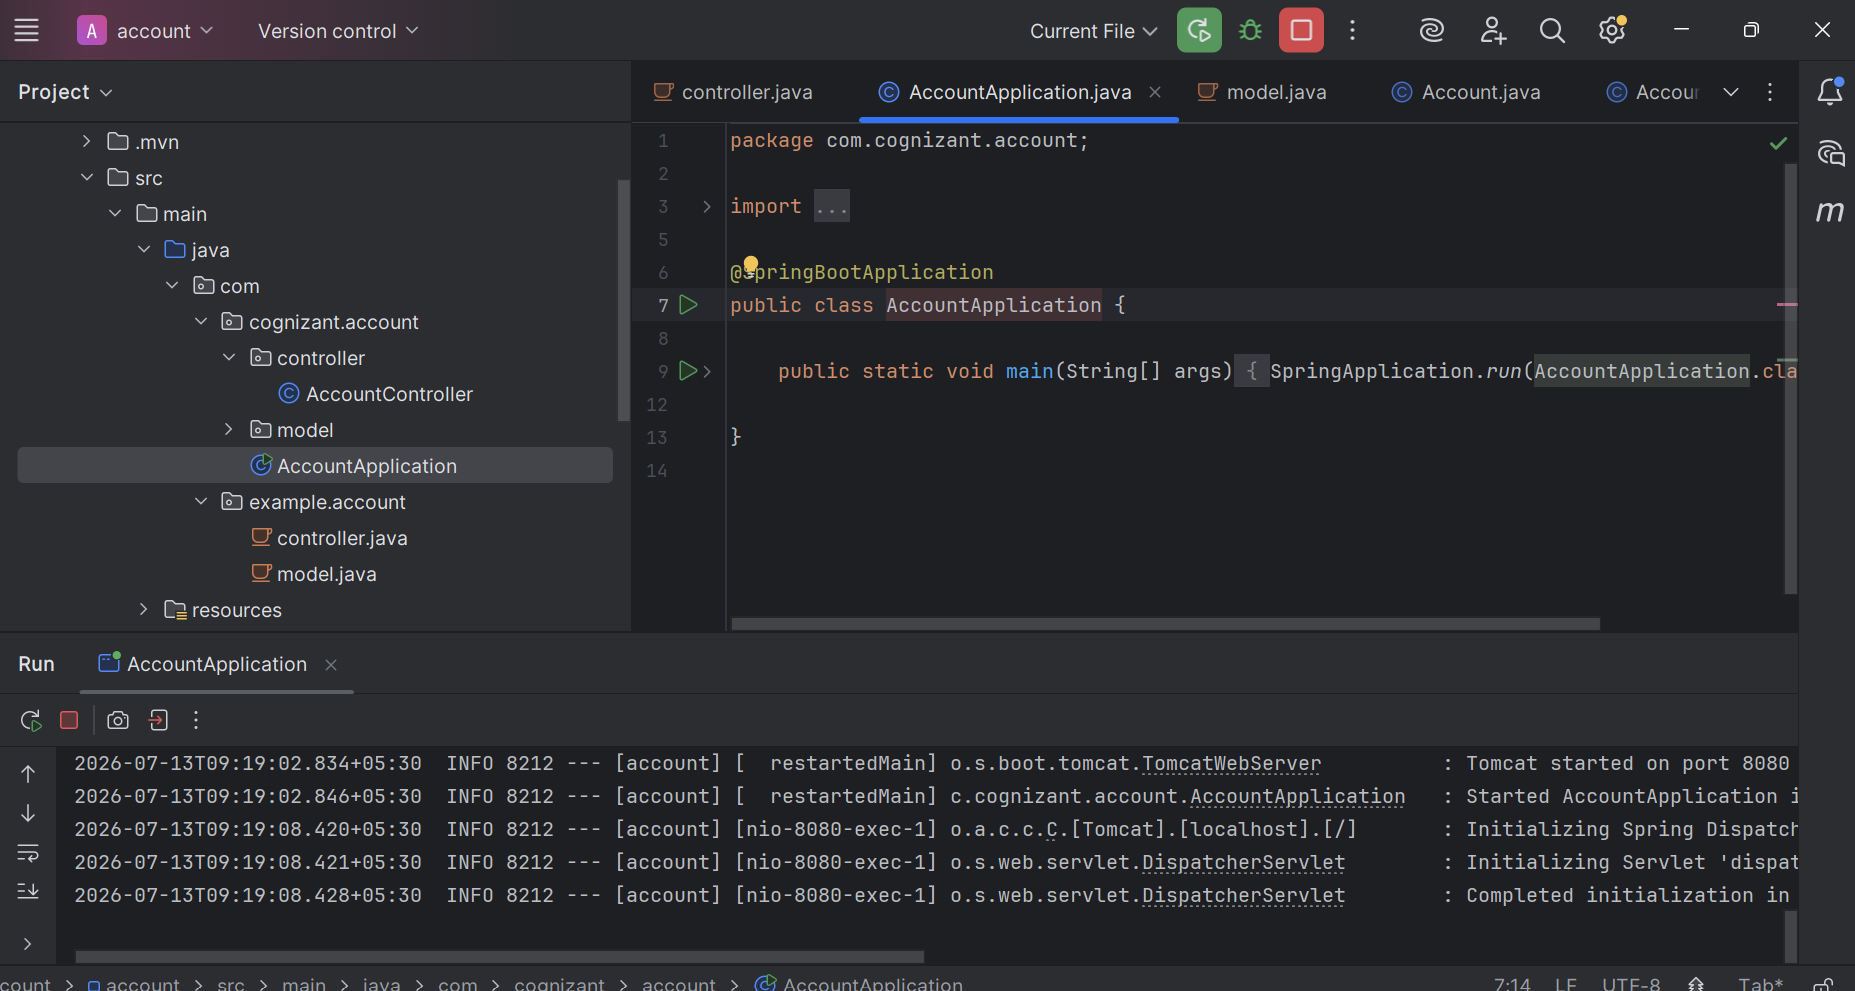 A account Version control Current File
Project
controller.java AccountApplication.java model.java Account.java Accour
.mvn
src
main
java
com
cognizant.account
controller
AccountController
model
AccountApplication
example.account
controller.java
model.java
resources
1 package com.cognizant.account;
2
3 import ...
5
6 @SpringBootApplication
7 public class AccountApplication {
8
9 public static void main(String[] args) { SpringApplication.run(AccountApplication.cla
12
13 }
14
m
Run AccountApplication
2026-07-13T09:19:02.834+05:30 INFO 8212 --- [account] [ restartedMain] o.s.boot.tomcat.TomcatWebServer : Tomcat started on port 8080
2026-07-13T09:19:02.846+05:30 INFO 8212 --- [account] [ restartedMain] c.cognizant.account.AccountApplication : Started AccountApplication i
2026-07-13T09:19:08.420+05:30 INFO 8212 --- [account] [nio-8080-exec-1] o.a.c.c.C.[Tomcat].[localhost].[/] : Initializing Spring Dispatch
2026-07-13T09:19:08.421+05:30 INFO 8212 --- [account] [nio-8080-exec-1] o.s.web.servlet.DispatcherServlet : Initializing Servlet 'dispat
2026-07-13T09:19:08.428+05:30 INFO 8212 --- [account] [nio-8080-exec-1] o.s.web.servlet.DispatcherServlet : Completed initialization in
count > account > src > main > java > com > cognizant > account > AccountApplication 7:14 LF UTF-8 Tab*